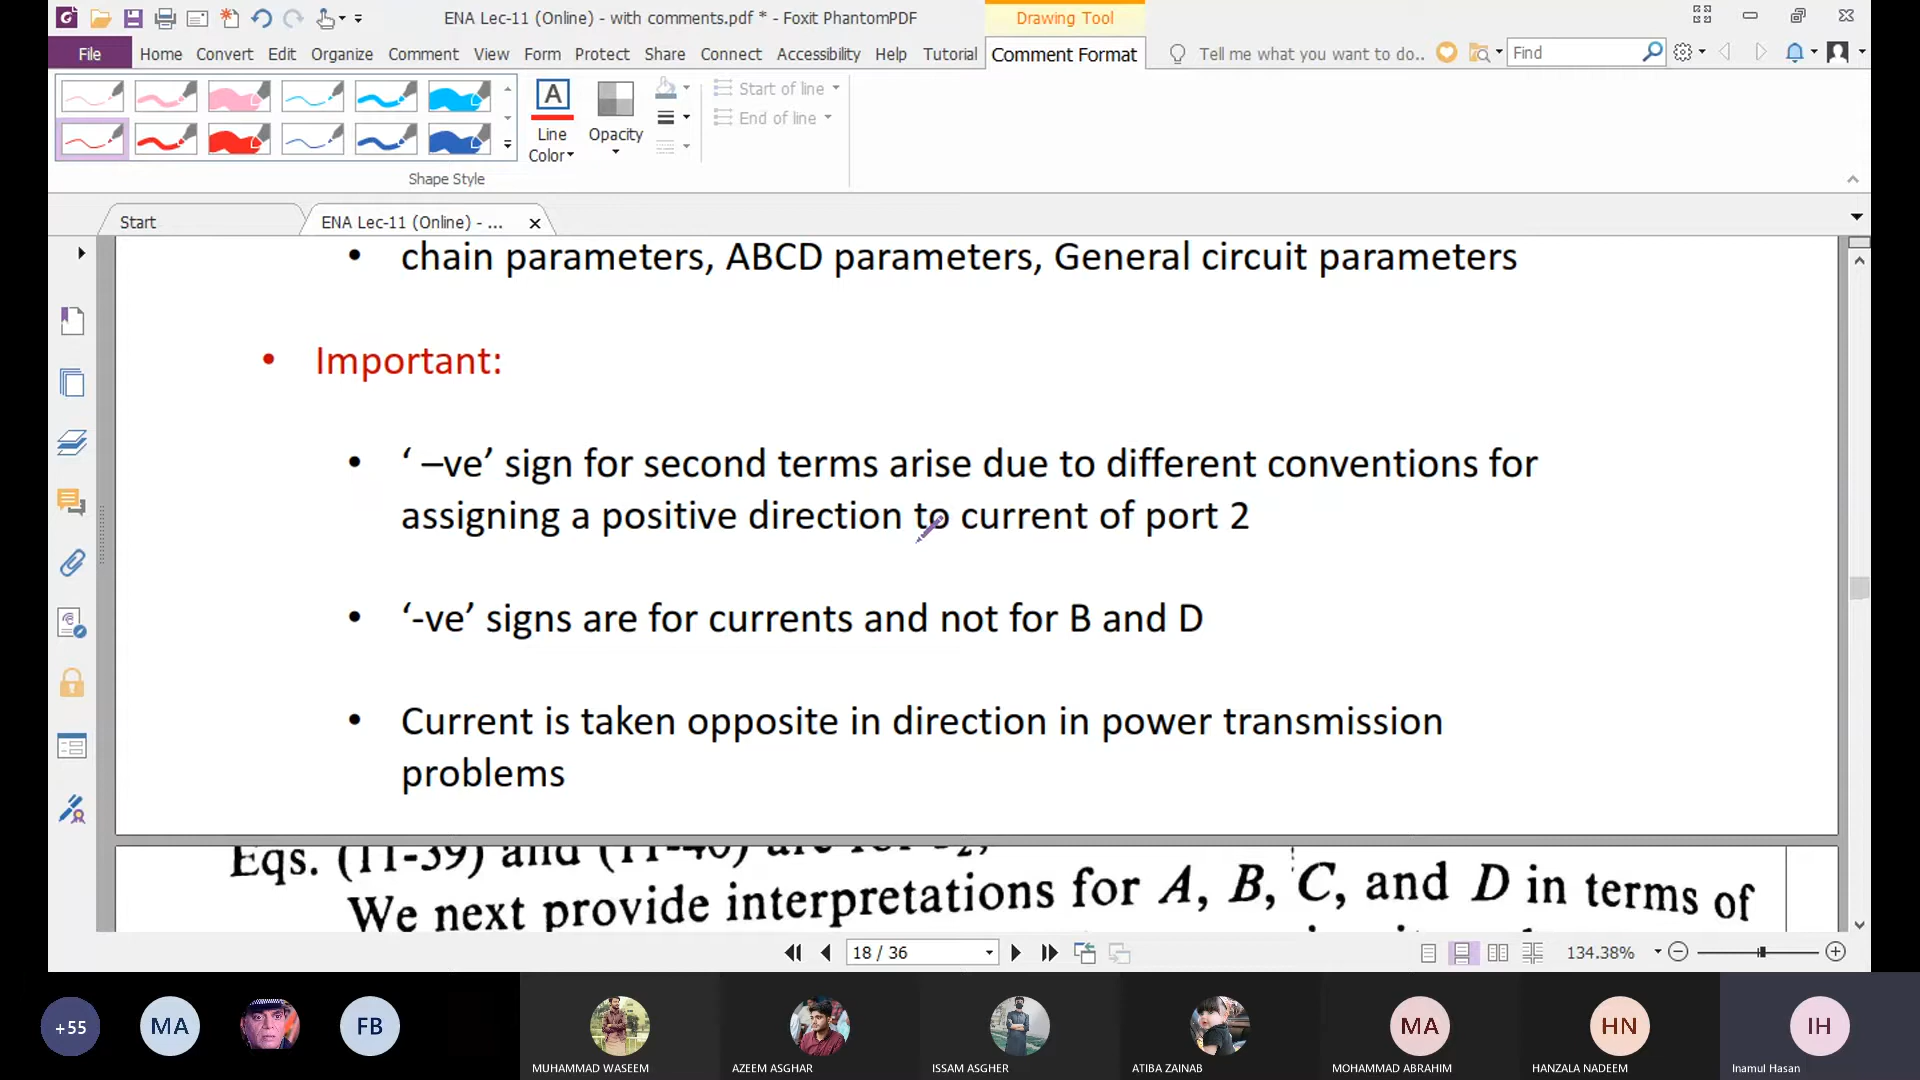 ENA Lec-11 (Online) - with comments.pdf * - Foxit PhantomPDF
Drawing Tool
File Home Convert Edit Organize Comment View Form Protect Share Connect Accessibility Help Tutorial Comment Format Tell me what you want to do.. Find
Start of line
End of line
A
Line
Color
Opacity
Shape Style
Start
ENA Lec-11 (Online) - ...
• chain parameters, ABCD parameters, General circuit parameters
• Important:
• ‘ –ve’ sign for second terms arise due to different conventions for
assigning a positive direction to current of port 2
• ‘-ve’ signs are for currents and not for B and D
• Current is taken opposite in direction in power transmission
problems
Eqs. (11-39) and (11-40) are for
We next provide interpretations for A, B, C, and D in terms of
18 / 36
134.38%
+55
MA
FB
MA
HN
IH
MUHAMMAD WASEEM
AZEEM ASGHAR
ISSAM ASGHER
ATIBA ZAINAB
MOHAMMAD ABRAHIM
HANZALA NADEEM
Inamul Hasan